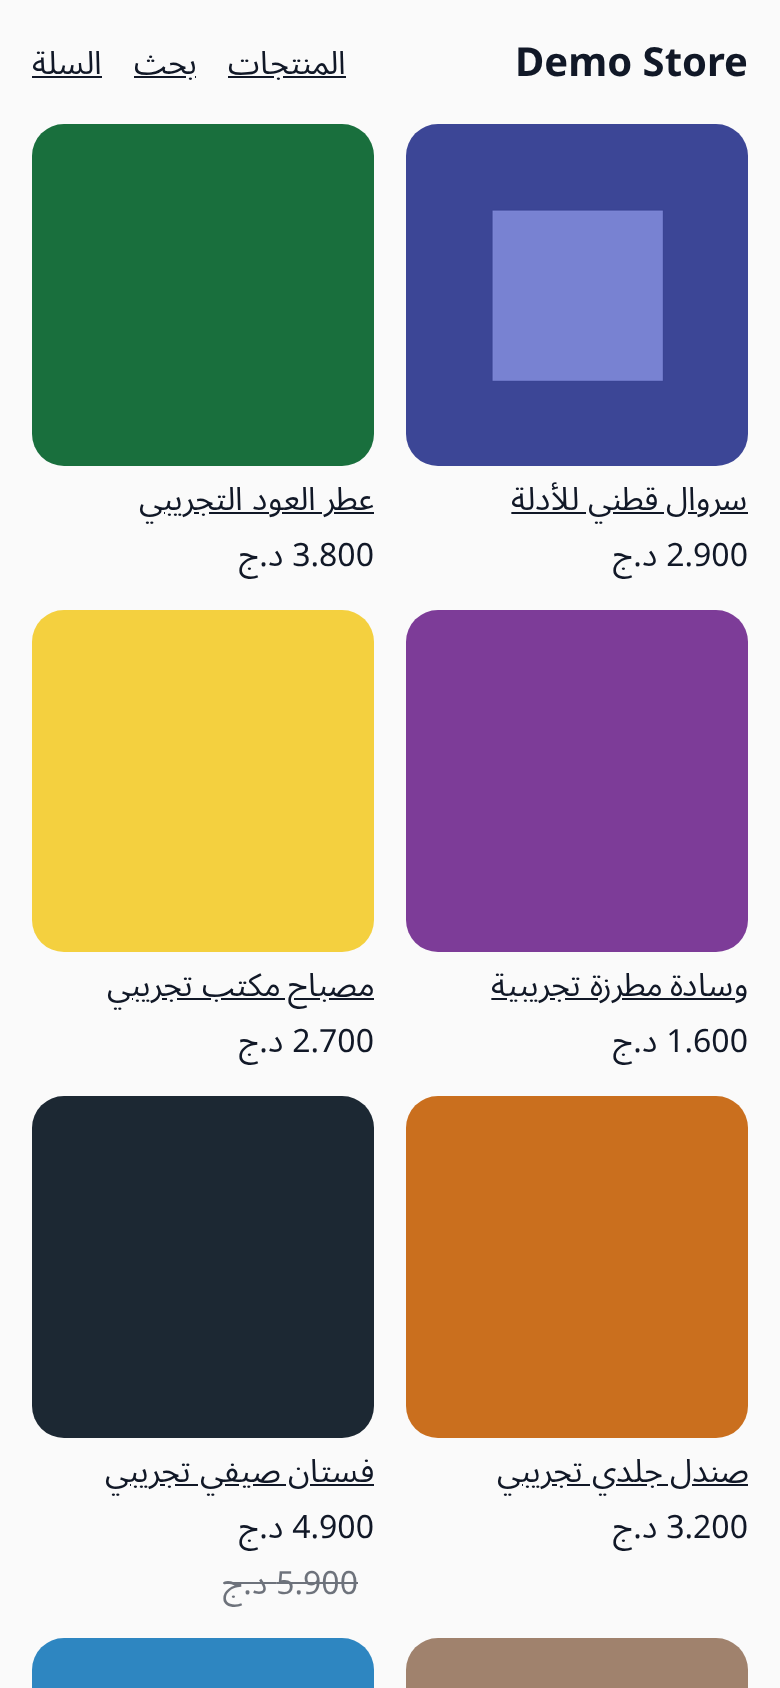 Demo Store
المنتجات بحث السلة
سروال قطني للأدلة
2.900 د.ج
عطر العود التجريبي
3.800 د.ج
وسادة مطرزة تجريبية
1.600 د.ج
مصباح مكتب تجريبي
2.700 د.ج
صندل جلدي تجريبي
3.200 د.ج
فستان صيفي تجريبي
4.900 د.ج
5.900 د.ج